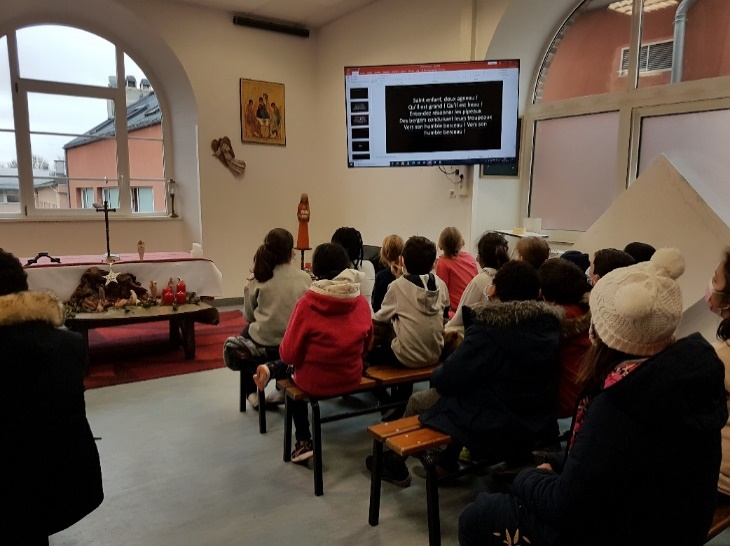 Saint enfant, doux agneau !
Qu'il est grand ! Qu'il est beau !
Entendez résonner les pipeaux
Des bergers conduisant leurs troupeaux
Vers son humble berceau ! Vers son
humble berceau !